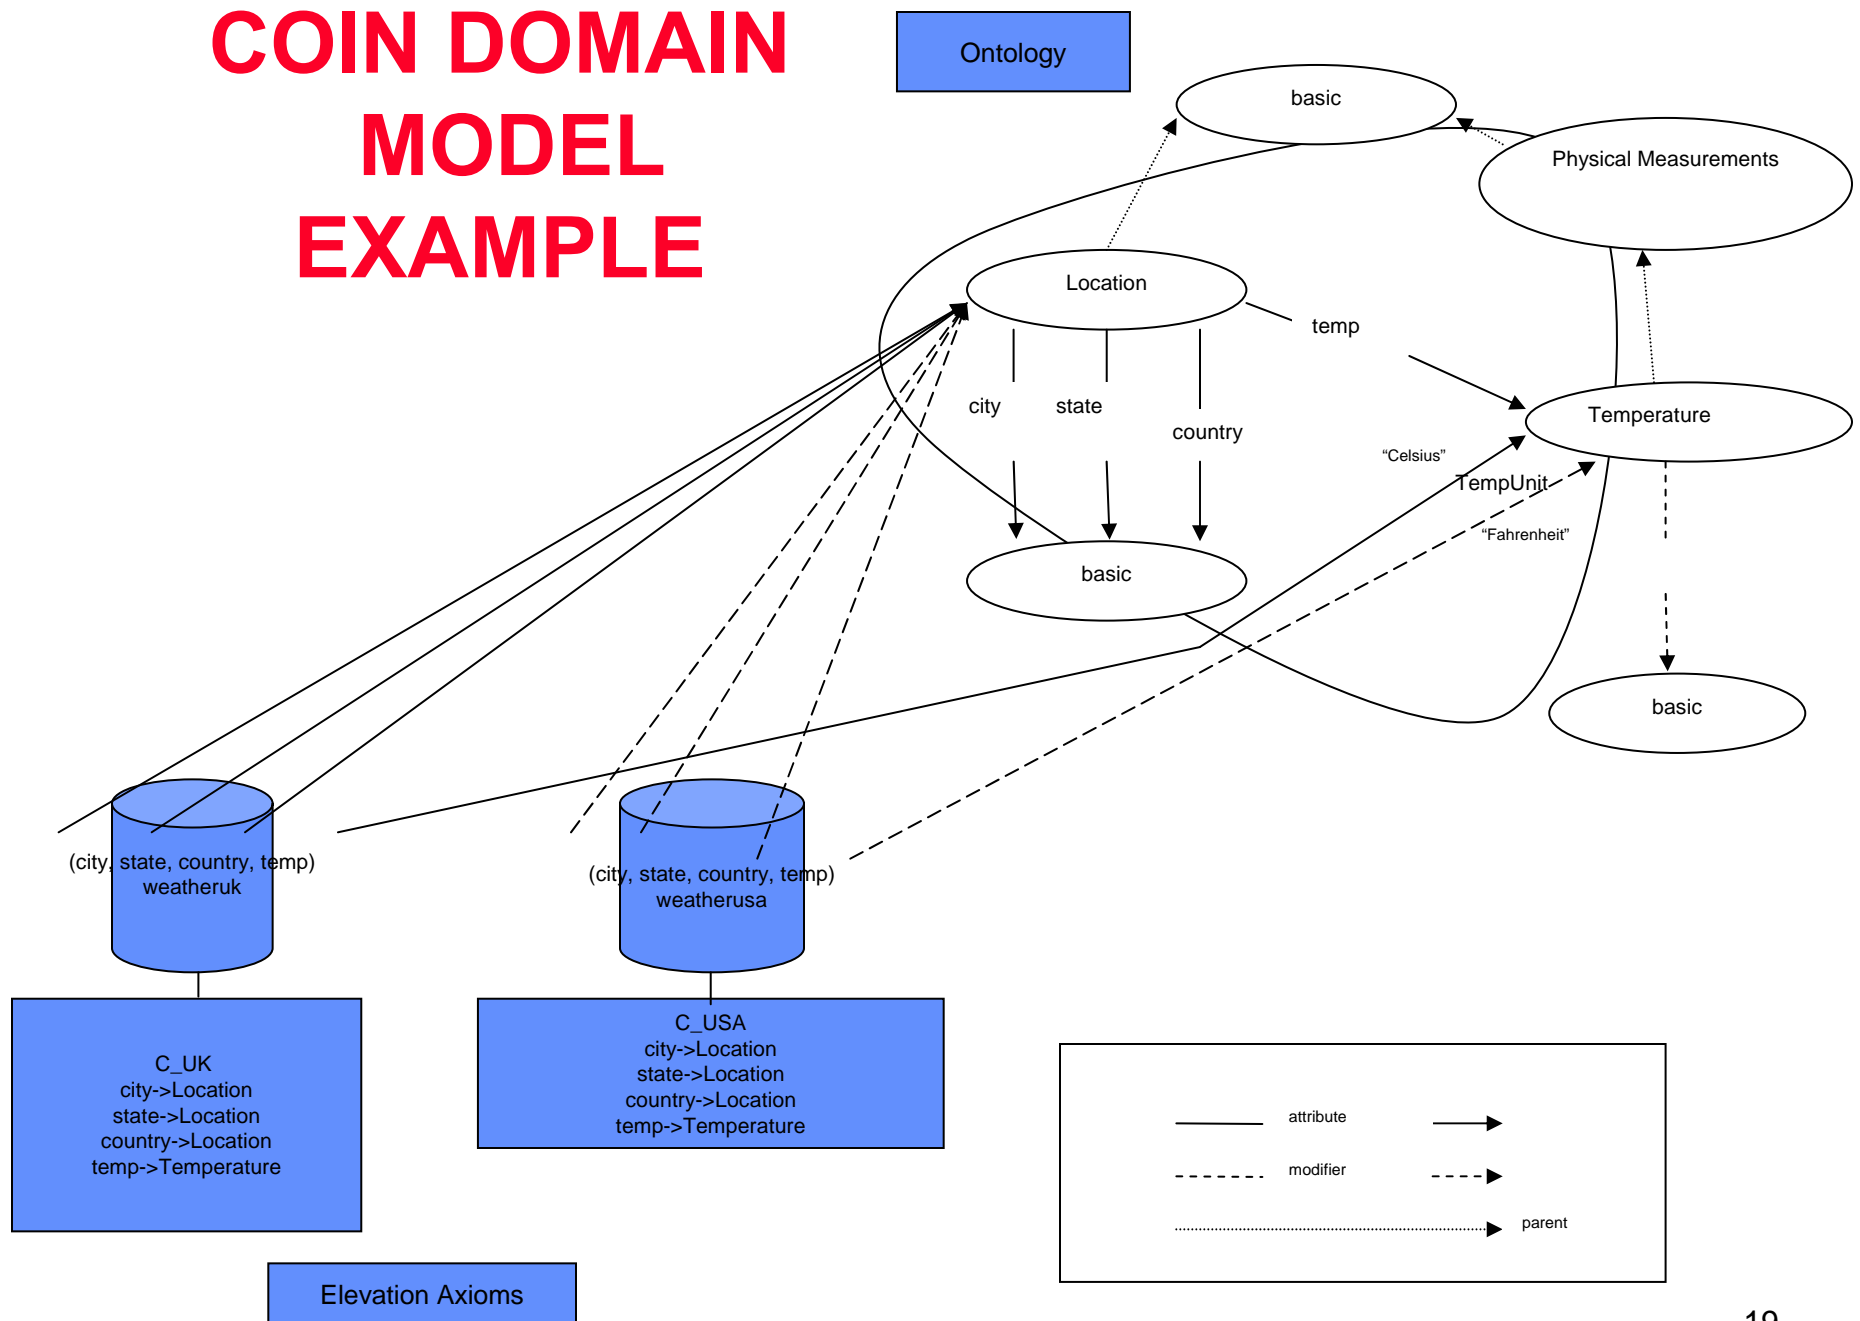 COIN DOMAIN
MODEL
EXAMPLE
Ontology
basic
Physical Measurements
Location
temp
city
state
country
Temperature
“Celsius”
TempUnit
“Fahrenheit”
basic
basic
(city, state, country, temp)
weatheruk
(city, state, country, temp)
weatherusa
C_UK
city->Location
state->Location
country->Location
temp->Temperature
C_USA
city->Location
state->Location
country->Location
temp->Temperature
attribute
modifier
parent
Elevation Axioms
19